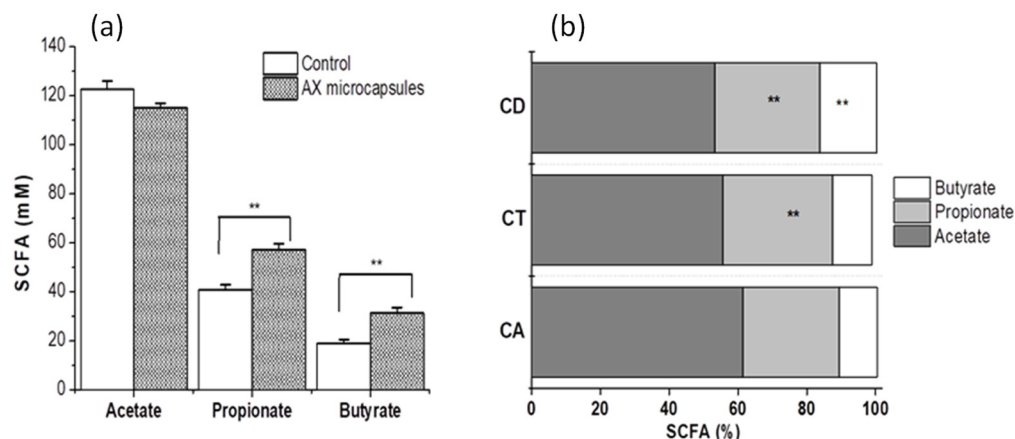 (a)
140
120
100
80
60
40
20
0
SCFA (mM)
Control
AX microcapsules
**
**
Acetate Propionate Butyrate
(b)
CD
** **
CT
**
CA
Butyrate
Propionate
Acetate
0 20 40 60 80 100
SCFA (%)